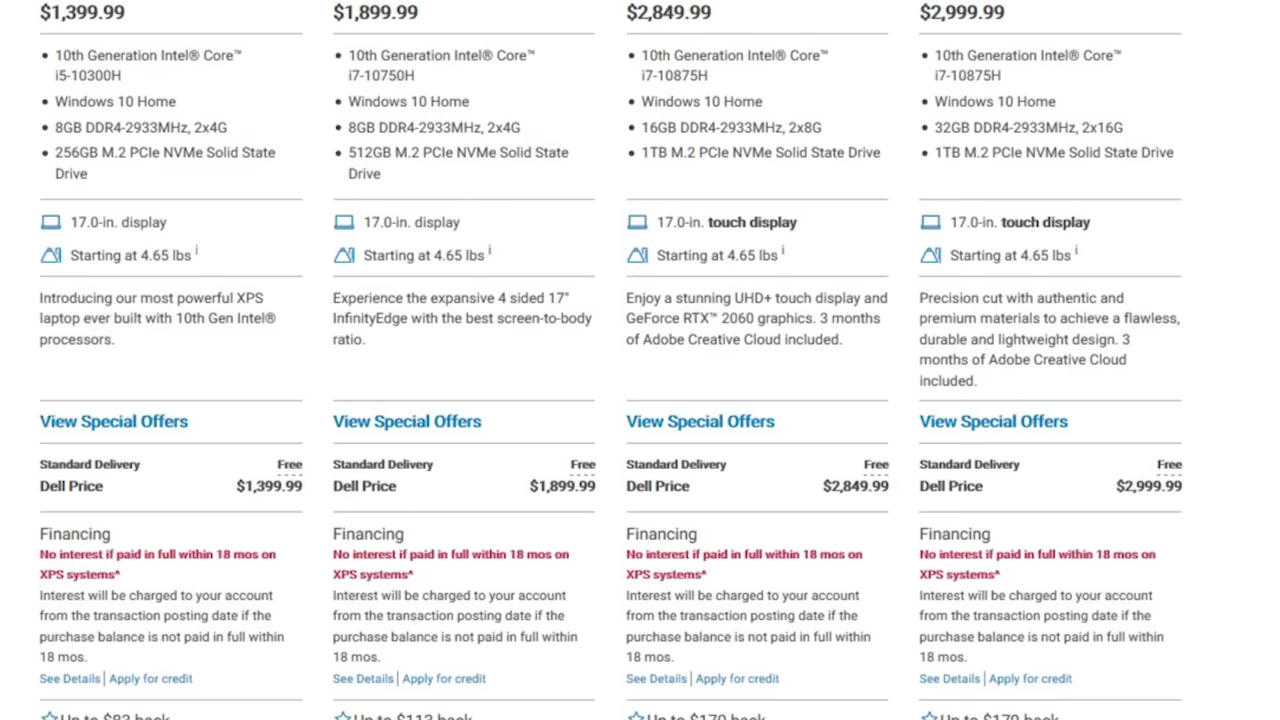 $1,399.99
10th Generation Intel® Core™
i5-10300H
Windows 10 Home
8GB DDR4-2933MHz, 2x4G
256GB M.2 PCIe NVMe Solid State
Drive
17.0-in. display
Starting at 4.65 lbs i
Introducing our most powerful XPS
laptop ever built with 10th Gen Intel®
processors.
View Special Offers
Standard Delivery Free
Dell Price $1,399.99
Financing
No interest if paid in full within 18 mos on
XPS systems^
Interest will be charged to your account
from the transaction posting date if the
purchase balance is not paid in full within
18 mos.
See Details | Apply for credit
Up to $83 back
$1,899.99
10th Generation Intel® Core™
i7-10750H
Windows 10 Home
8GB DDR4-2933MHz, 2x4G
512GB M.2 PCIe NVMe Solid State
Drive
17.0-in. display
Starting at 4.65 lbs i
Experience the expansive 4 sided 17"
InfinityEdge with the best screen-to-body
ratio.
View Special Offers
Standard Delivery Free
Dell Price $1,899.99
Financing
No interest if paid in full within 18 mos on
XPS systems^
Interest will be charged to your account
from the transaction posting date if the
purchase balance is not paid in full within
18 mos.
See Details | Apply for credit
Up to $113 back
$2,849.99
10th Generation Intel® Core™
i7-10875H
Windows 10 Home
16GB DDR4-2933MHz, 2x8G
1TB M.2 PCIe NVMe Solid State Drive
17.0-in. touch display
Starting at 4.65 lbs i
Enjoy a stunning UHD+ touch display and
GeForce RTX™ 2060 graphics. 3 months
of Adobe Creative Cloud included.
View Special Offers
Standard Delivery Free
Dell Price $2,849.99
Financing
No interest if paid in full within 18 mos on
XPS systems^
Interest will be charged to your account
from the transaction posting date if the
purchase balance is not paid in full within
18 mos.
See Details | Apply for credit
Up to $170 back
$2,999.99
10th Generation Intel® Core™
i7-10875H
Windows 10 Home
32GB DDR4-2933MHz, 2x16G
1TB M.2 PCIe NVMe Solid State Drive
17.0-in. touch display
Starting at 4.65 lbs i
Precision cut with authentic and
premium materials to achieve a flawless,
durable and lightweight design. 3
months of Adobe Creative Cloud
included.
View Special Offers
Standard Delivery Free
Dell Price $2,999.99
Financing
No interest if paid in full within 18 mos on
XPS systems^
Interest will be charged to your account
from the transaction posting date if the
purchase balance is not paid in full within
18 mos.
See Details | Apply for credit
Up to $179 back